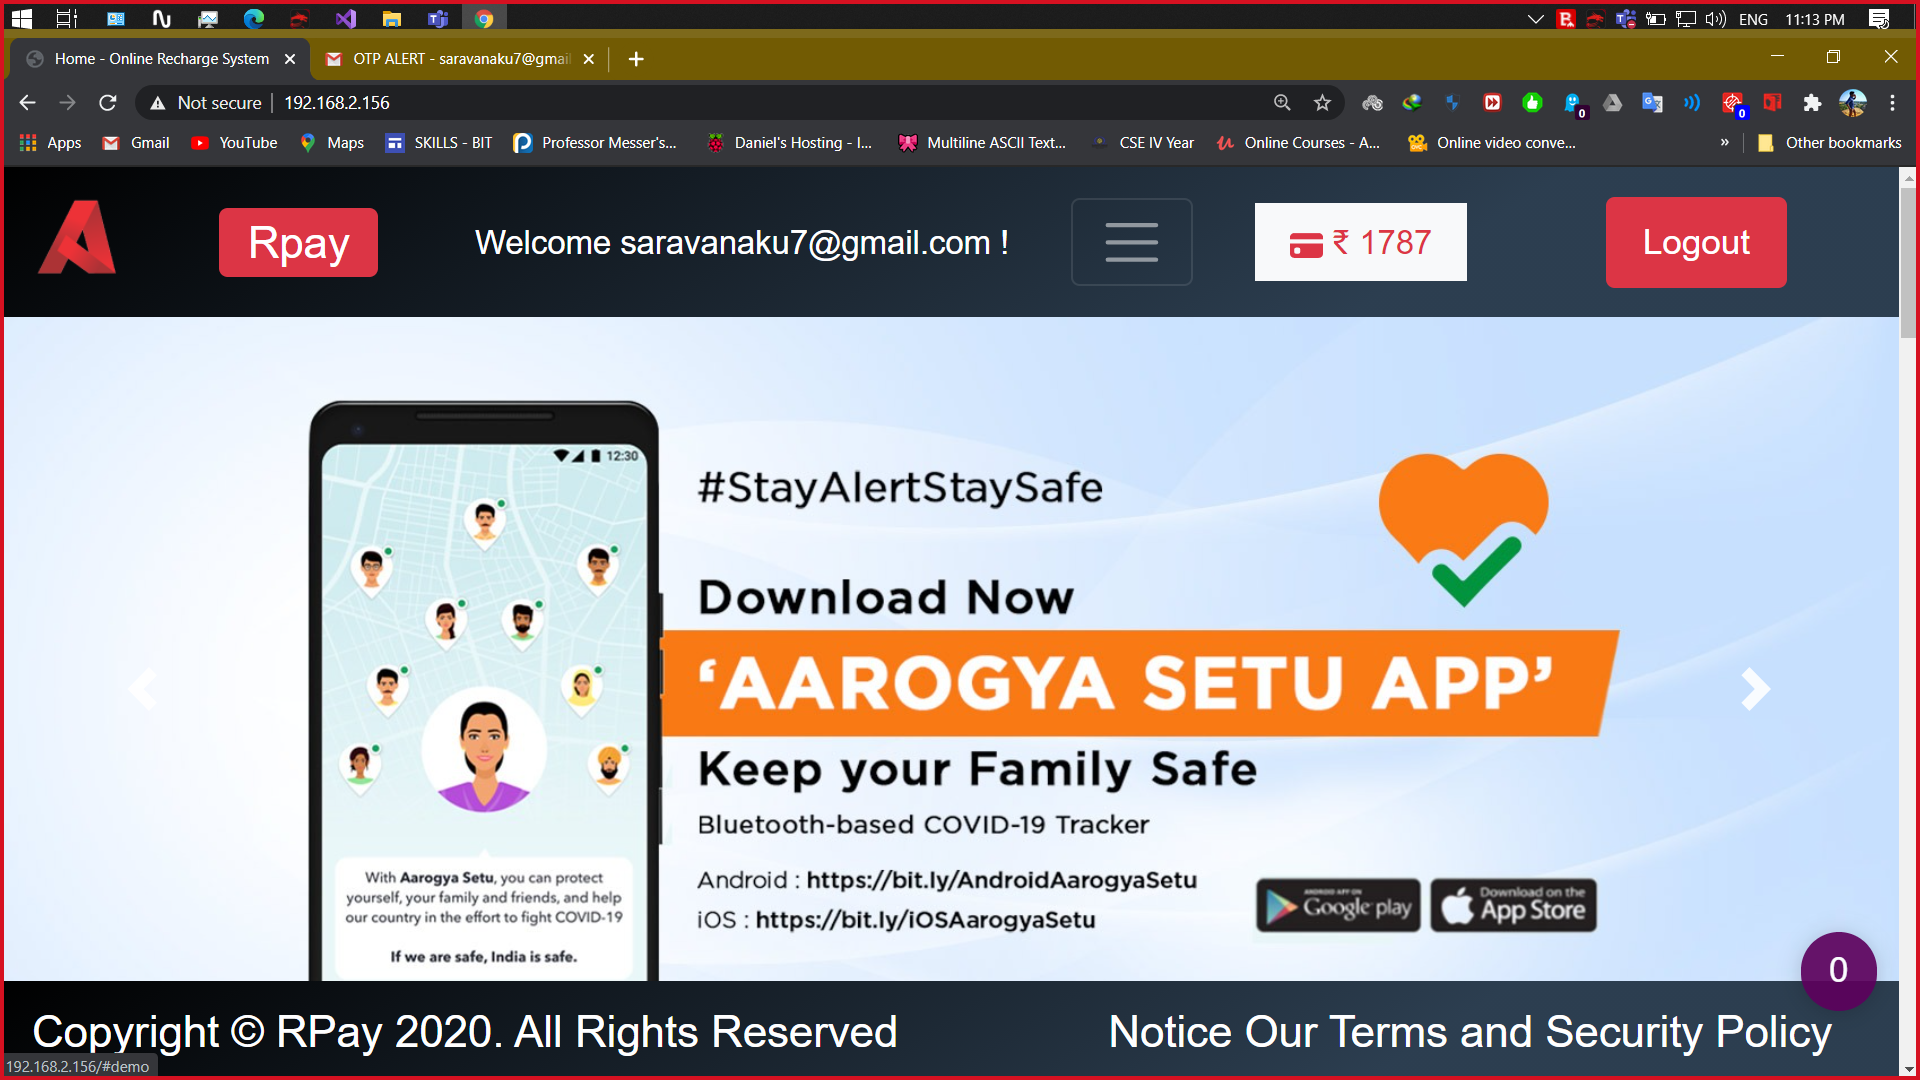 ENG 11:13 PM
Home - Online Recharge System
OTP ALERT - saravanaku7@gmai
Not secure 192.168.2.156
0
0
Apps Gmail YouTube Maps SKILLS - BIT Professor Messer's... Daniel's Hosting - I... Multiline ASCII Text... CSE IV Year Online Courses - A... Online video conve... » Other bookmarks
Rpay
Welcome saravanaku7@gmail.com !
₹ 1787
Logout
12:30
#StayAlertStaySafe
Download Now
‘AAROGYA SETU APP’
Keep your Family Safe
Bluetooth-based COVID-19 Tracker
Android : https://bit.ly/AndroidAarogyaSetu
iOS : https://bit.ly/iOSAarogyaSetu
ANDROID APP ON
Google play
Download on the
App Store
With Aarogya Setu, you can protect
yourself, your family and friends, and help
our country in the effort to fight COVID-19
If we are safe, India is safe.
0
Copyright © RPay 2020. All Rights Reserved
Notice Our Terms and Security Policy
192.168.2.156/#demo